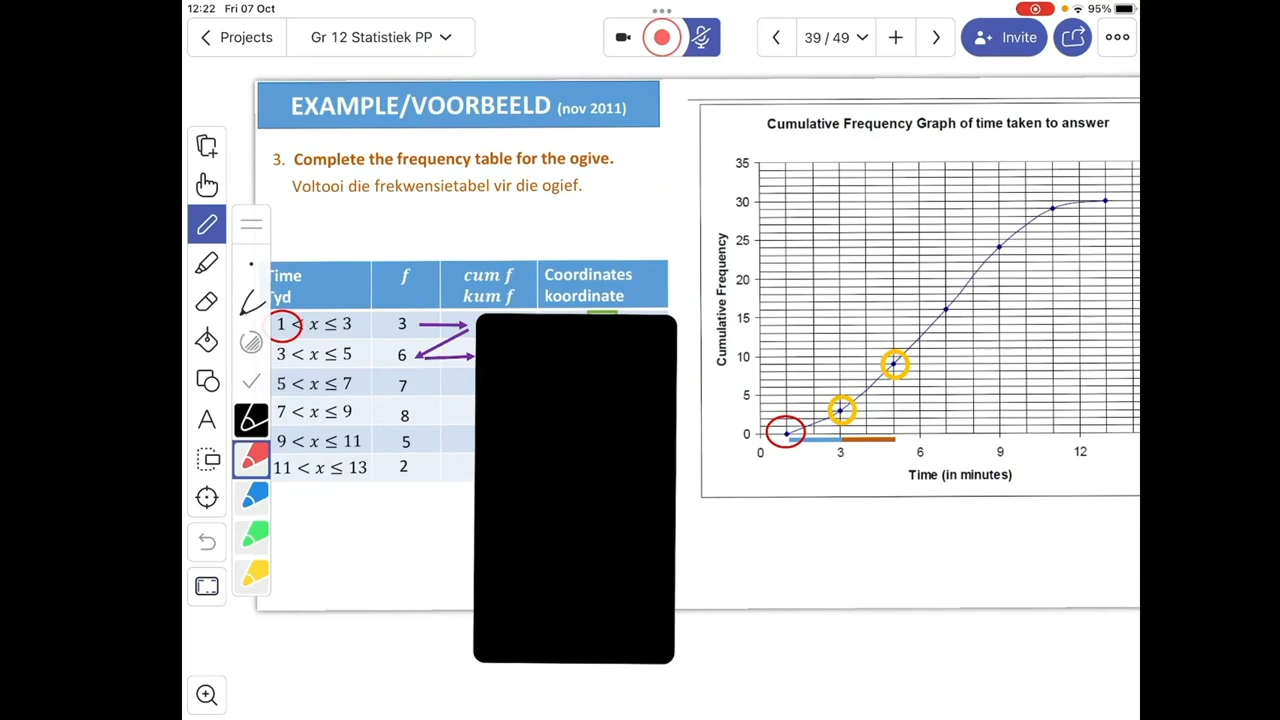 12:22 Fri 07 Oct 95%
Projects Gr 12 Statistiek PP 39 / 49 Invite
EXAMPLE/VOORBEELD (nov 2011)
3. Complete the frequency table for the ogive.
Voltooi die frekwensietabel vir die ogief.
Time f cum f Coordinates
Tyd kum f koordinate
1 < x ≤ 3 3
3 < x ≤ 5 6
5 < x ≤ 7 7
7 < x ≤ 9 8
9 < x ≤ 11 5
11 < x ≤ 13 2
Cumulative Frequency Graph of time taken to answer
Cumulative Frequency
35
30
25
20
15
10
5
0
0 3 6 9 12
Time (in minutes)